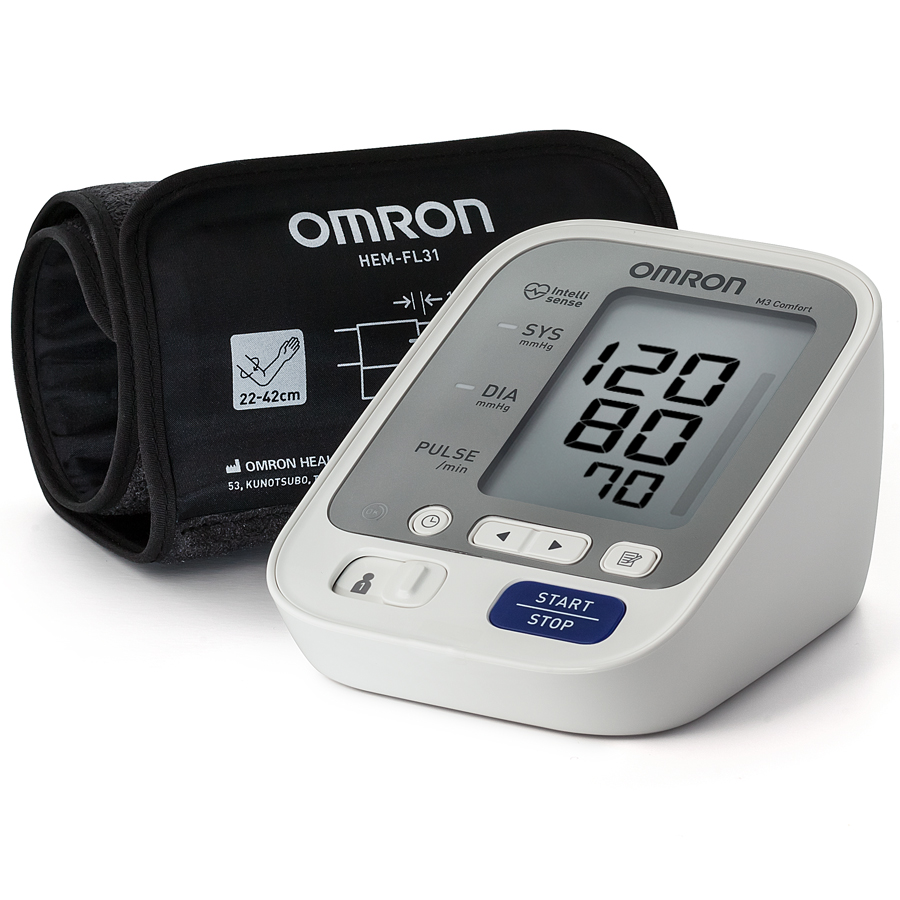 OMRON
HEM-FL31
22-42cm
OMRON
53, KUNOTSUBO,
OMRON
M3 Comfort
Intelli
sense
SYS
mmHg
DIA
mmHg
PULSE
/min
120
80
70
1
START
STOP